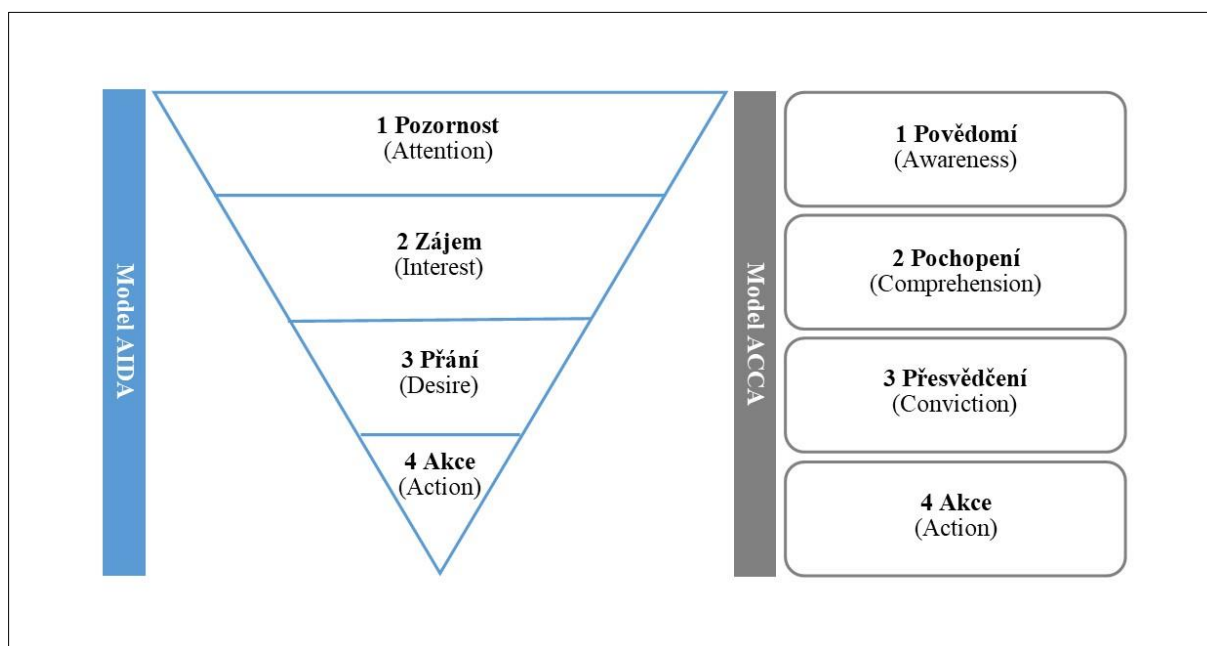 Model AIDA
1 Pozornost
(Attention)
2 Zájem
(Interest)
3 Přání
(Desire)
4 Akce
(Action)
Model ACCA
1 Povědomí
(Awareness)
2 Pochopení
(Comprehension)
3 Přesvědčení
(Conviction)
4 Akce
(Action)